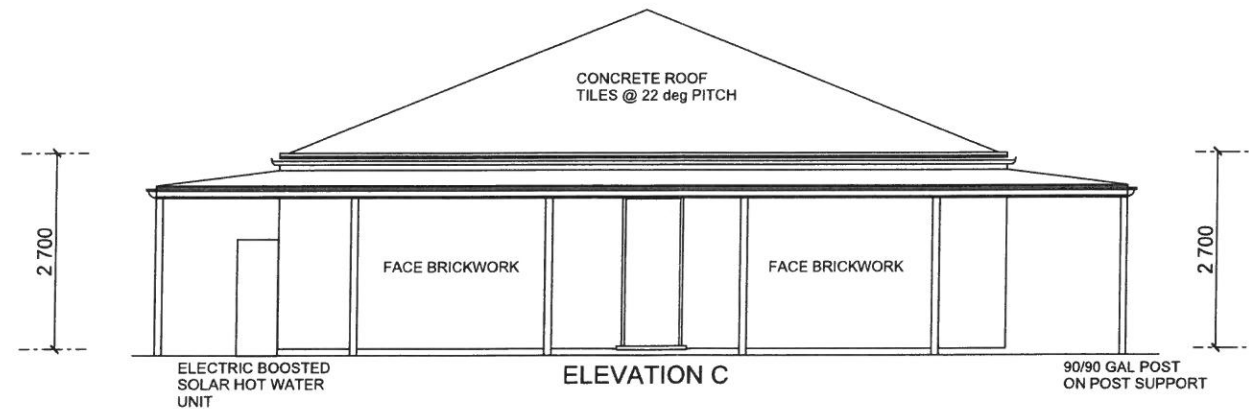 CONCRETE ROOF
TILES @ 22 deg PITCH
2 700
2 700
FACE BRICKWORK
FACE BRICKWORK
ELECTRIC BOOSTED
SOLAR HOT WATER
UNIT
ELEVATION C
90/90 GAL POST
ON POST SUPPORT